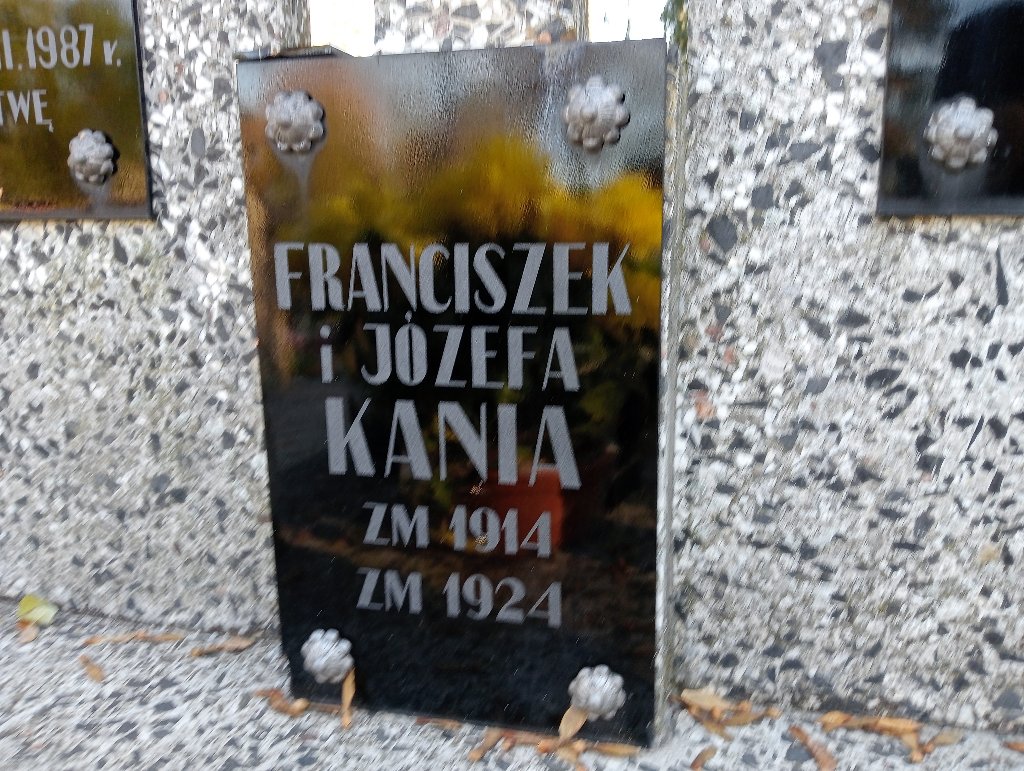 I.1987 r.
TWĘ
FRANCISZEK
i JÓZEFA
KANIA
ZM 1914
ZM 1924